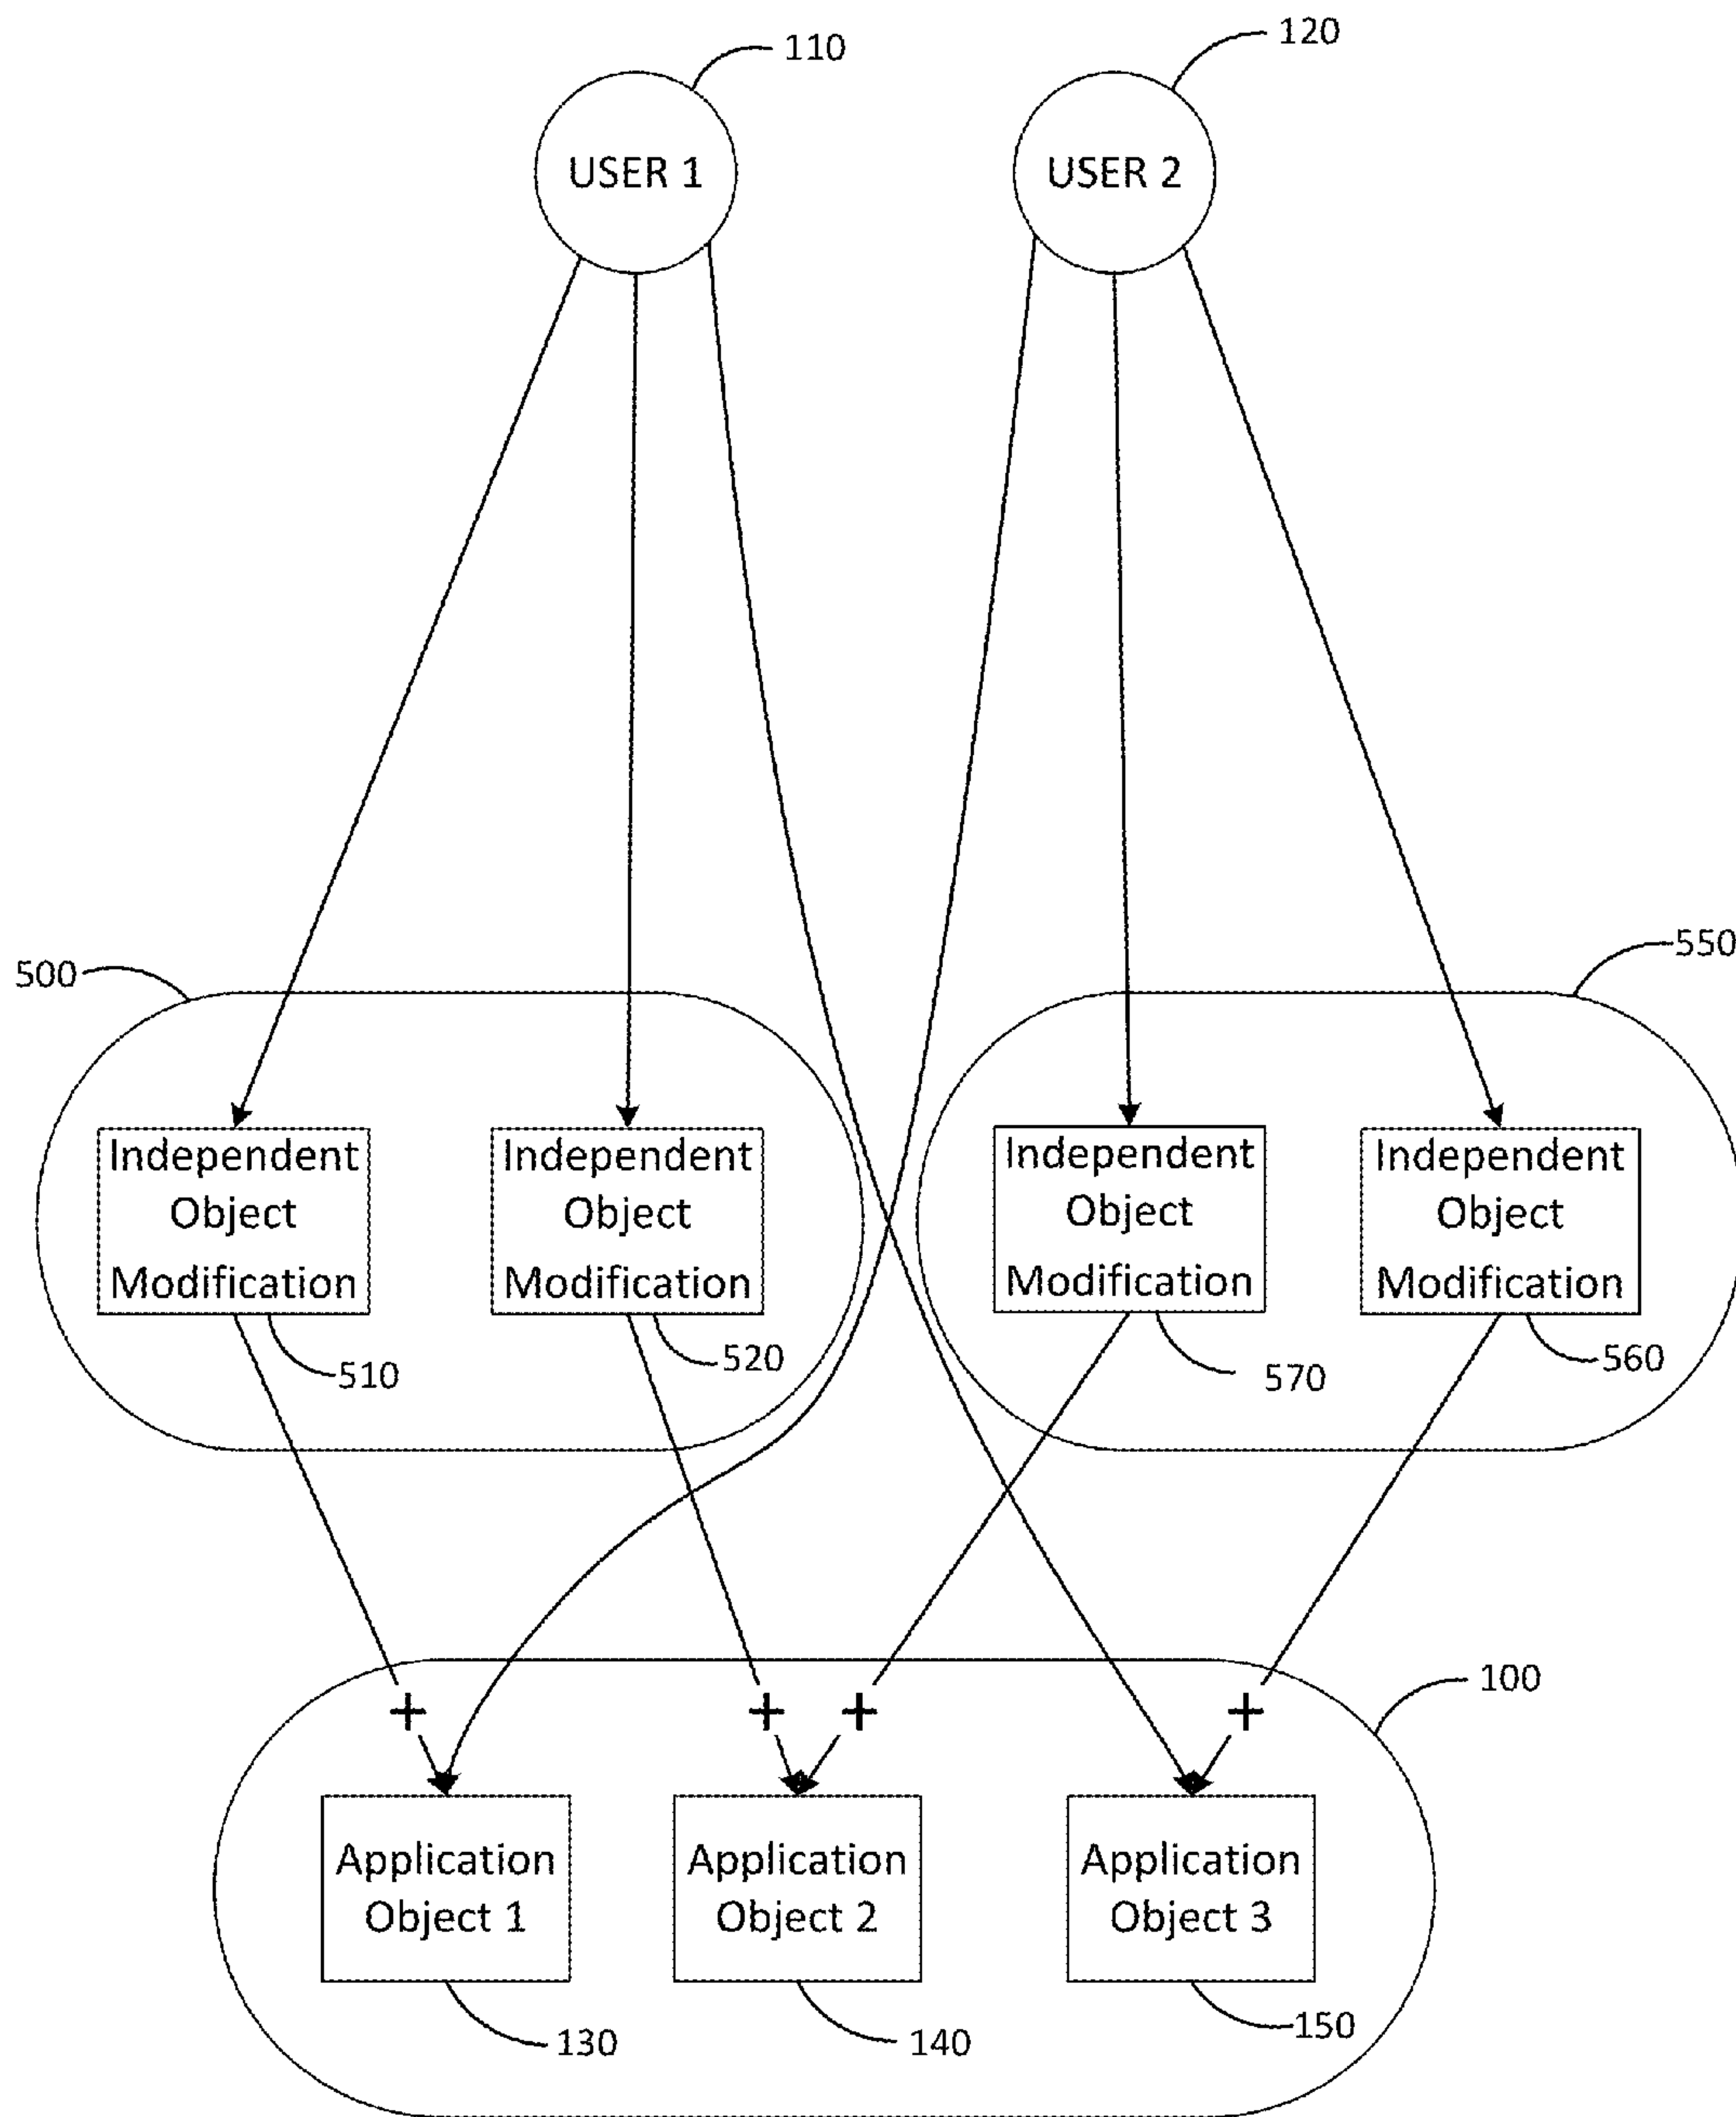 110
120
USER 1
USER 2
500
550
Independent
Object
Modification
Independent
Object
Modification
Independent
Object
Modification
Independent
Object
Modification
510
520
570
560
100
+
+
+
+
Application
Object 1
Application
Object 2
Application
Object 3
130
140
150